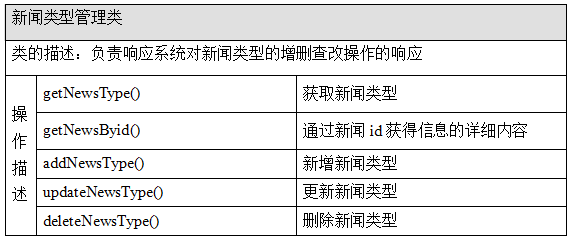 新闻类型管理类
类的描述：负责响应系统对新闻类型的增删查改操作的响应
操作描述
getNewsType() 获取新闻类型
getNewsByid() 通过新闻 id 获得信息的详细内容
addNewsType() 新增新闻类型
updateNewsType() 更新新闻类型
deleteNewsType() 删除新闻类型